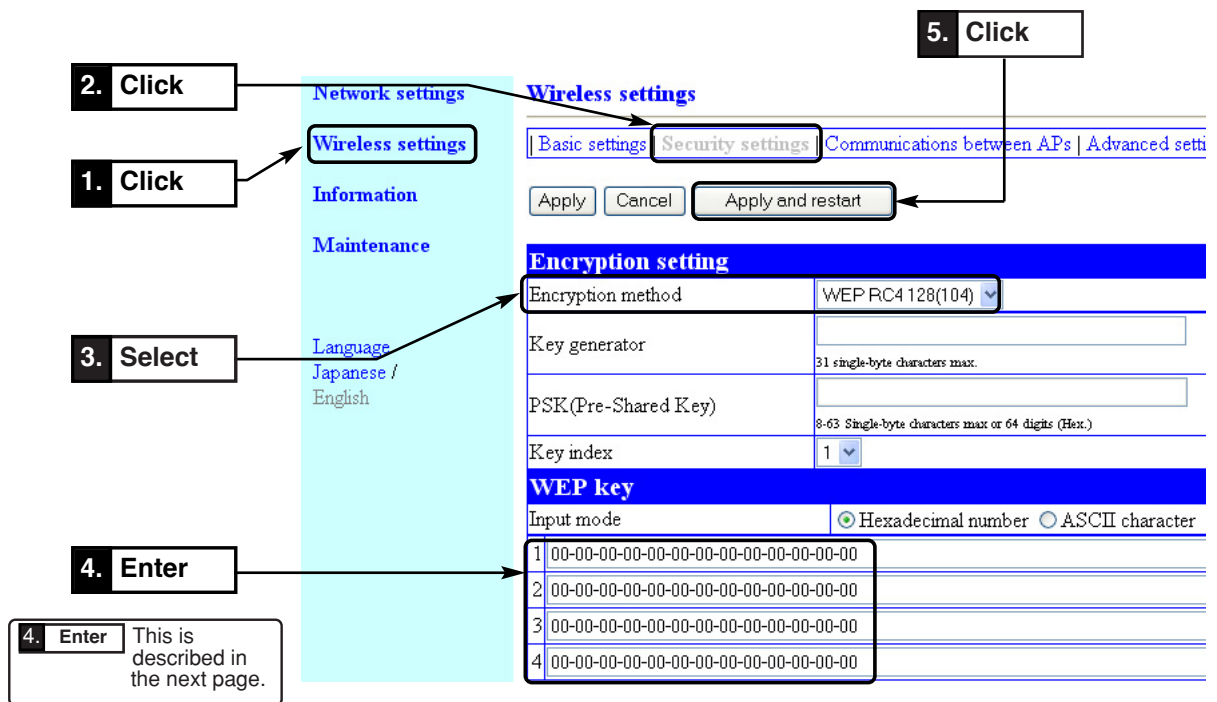 5. Click
2. Click
1. Click
3. Select
4. Enter
4. Enter This is
described in
the next page.
Network settings
Wireless settings
Information
Maintenance
Language
Japanese /
English
Wireless settings
| Basic settings | Security settings | Communications between APs | Advanced setti
Apply Cancel Apply and restart
Encryption setting
Encryption method WEP RC4 128(104)
Key generator
31 single-byte characters max.
PSK(Pre-Shared Key)
8-63 Single-byte characters max or 64 digits (Hex.)
Key index 1
WEP key
Input mode Hexadecimal number ASCII character
1 00-00-00-00-00-00-00-00-00-00-00-00-00
2 00-00-00-00-00-00-00-00-00-00-00-00-00
3 00-00-00-00-00-00-00-00-00-00-00-00-00
4 00-00-00-00-00-00-00-00-00-00-00-00-00